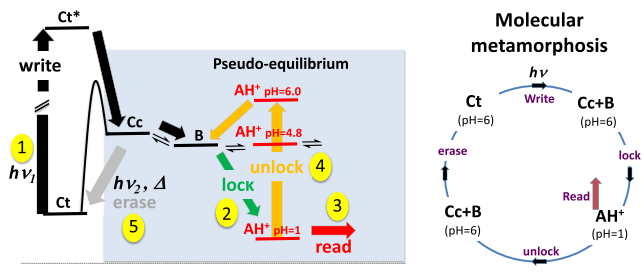 Ct*
write
Pseudo-equilibrium
AH⁺ pH=6.0
1
Cc
B
AH⁺ pH=4.8
unlock
4
hν₁
Ct
hν₂, Δ
erase
5
lock
2
3
AH⁺ pH=1
read
Molecular
metamorphosis
hν
Write
Ct
(pH=6)
Cc+B
(pH=6)
erase
lock
Read
Cc+B
(pH=6)
AH⁺
(pH=1)
unlock